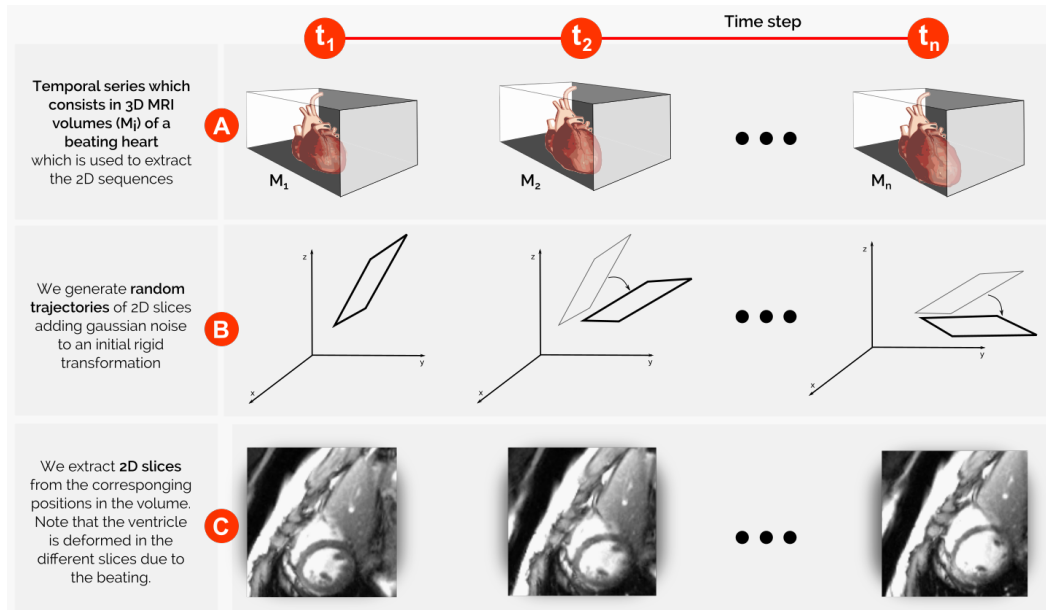 Time step
t1
t2
tn
Temporal series which
consists in 3D MRI
volumes (Mi) of a
beating heart
which is used to extract
the 2D sequences
A
M1
M2
Mn
We generate random
trajectories of 2D slices
adding gaussian noise
to an initial rigid
transformation
B
z
y
x
z
y
x
z
y
x
We extract 2D slices
from the corresponging
positions in the volume.
Note that the ventricle
is deformed in the
different slices due to
the beating.
C